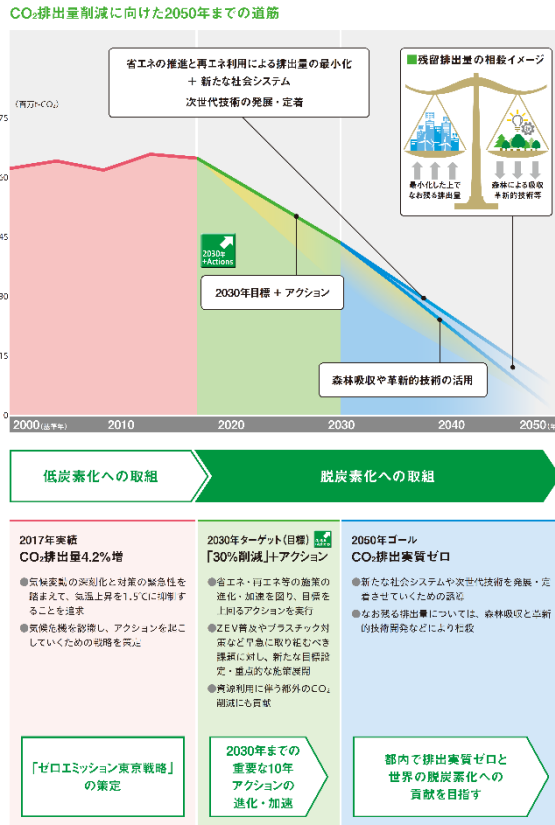 CO₂排出量削減に向けた2050年までの道筋
省エネの推進と再エネ利用による排出量の最小化
＋ 新たな社会システム
次世代技術の発展・定着
■残留排出量の相殺イメージ
最小化した上で
なお残る排出量
森林による吸収
革新的技術等
（百万t-CO₂）
75
60
45
30
15
0
2030年
+Actions
2030年目標 ＋ アクション
森林吸収や革新的技術の活用
2000（基準年）
2010
2020
2030
2040
2050（年）
低炭素化への取組
脱炭素化への取組
2017年実績
CO₂排出量4.2%増
●気候変動の深刻化と対策の緊急性を
踏まえて、気温上昇を1.5℃に抑制す
ることを追求
●気候危機を認識し、アクションを起こ
していくための戦略を策定
「ゼロエミッション東京戦略」
の策定
2030年ターゲット（目標）
「30%削減」＋アクション
●省エネ・再エネ等の施策の
進化・加速を図り、目標を
上回るアクションを実行
●ZEV普及やプラスチック対
策など早急に取り組むべき
課題に対し、新たな目標設
定・重点的な施策展開
●資源利用に伴う都外のCO₂
削減にも貢献
2030年までの
重要な10年
アクションの
進化・加速
2050年ゴール
CO₂排出実質ゼロ
●新たな社会システムや次世代技術を発展・定
着させていくための誘導
●なお残る排出量については、森林吸収と革新
的技術開発などにより相殺
都内で排出実質ゼロと
世界の脱炭素化への
貢献を目指す